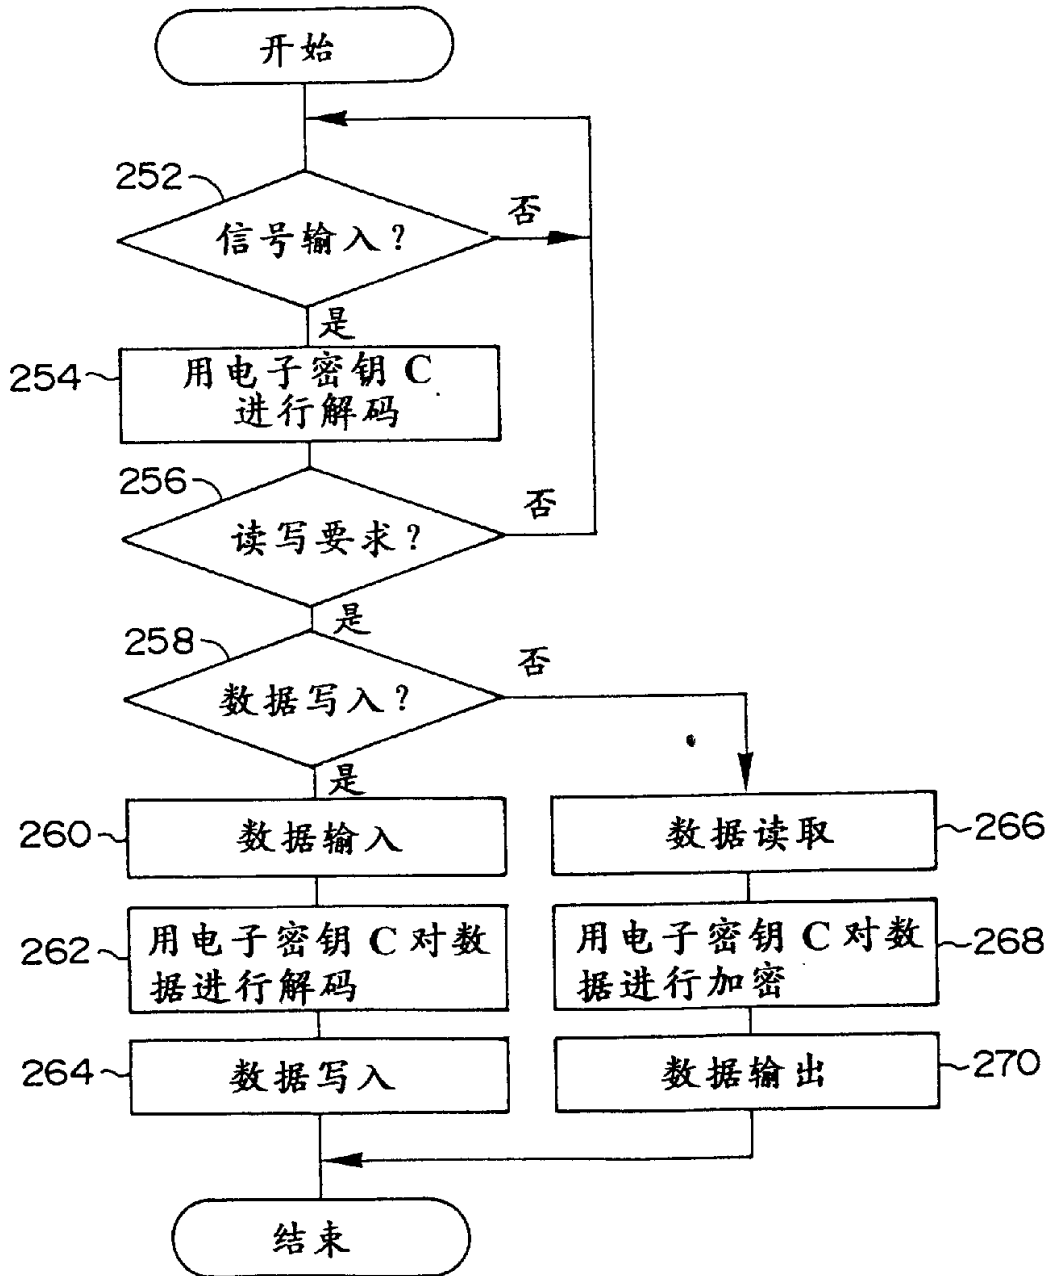 开始
252
信号输入？
否
是
254
用电子密钥 C
进行解码
256
读写要求？
否
是
258
数据写入？
否
是
260
数据输入
266
数据读取
262
用电子密钥 C 对数
据进行解码
268
用电子密钥 C 对数
据进行加密
264
数据写入
270
数据输出
结束